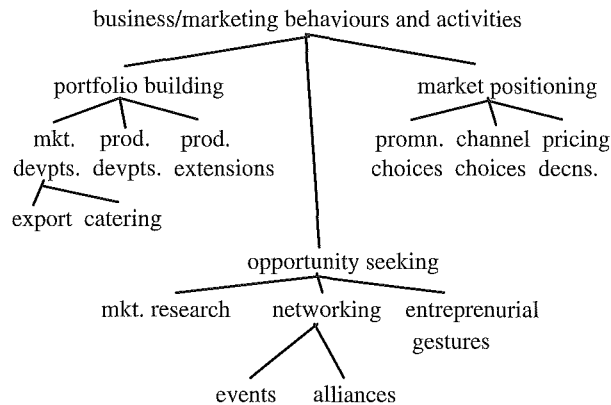 business/marketing behaviours and activities
portfolio building
market positioning
mkt. prod. prod.
devpts. devpts. extensions
promn. channel pricing
choices choices decns.
export catering
opportunity seeking
mkt. research networking entreprenurial
gestures
events alliances